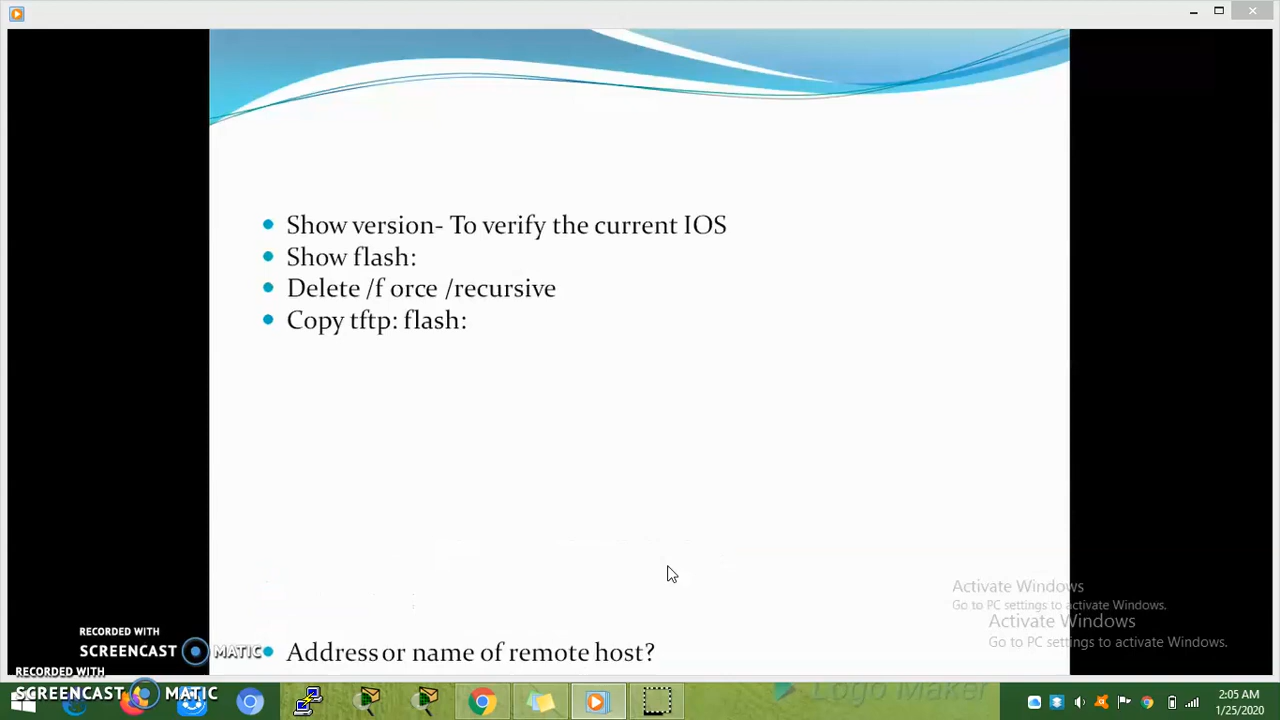 Show version- To verify the current IOS
Show flash:
Delete /f orce /recursive
Copy tftp: flash:
Activate Windows
Go to PC settings to activate Windows.
Activate Windows
Go to PC settings to activate Windows.
RECORDED WITH
SCREENCAST MATIC
Address or name of remote host?
RECORDED WITH
SCREENCAST MATIC
Logo Maker
2:05 AM
1/25/2020